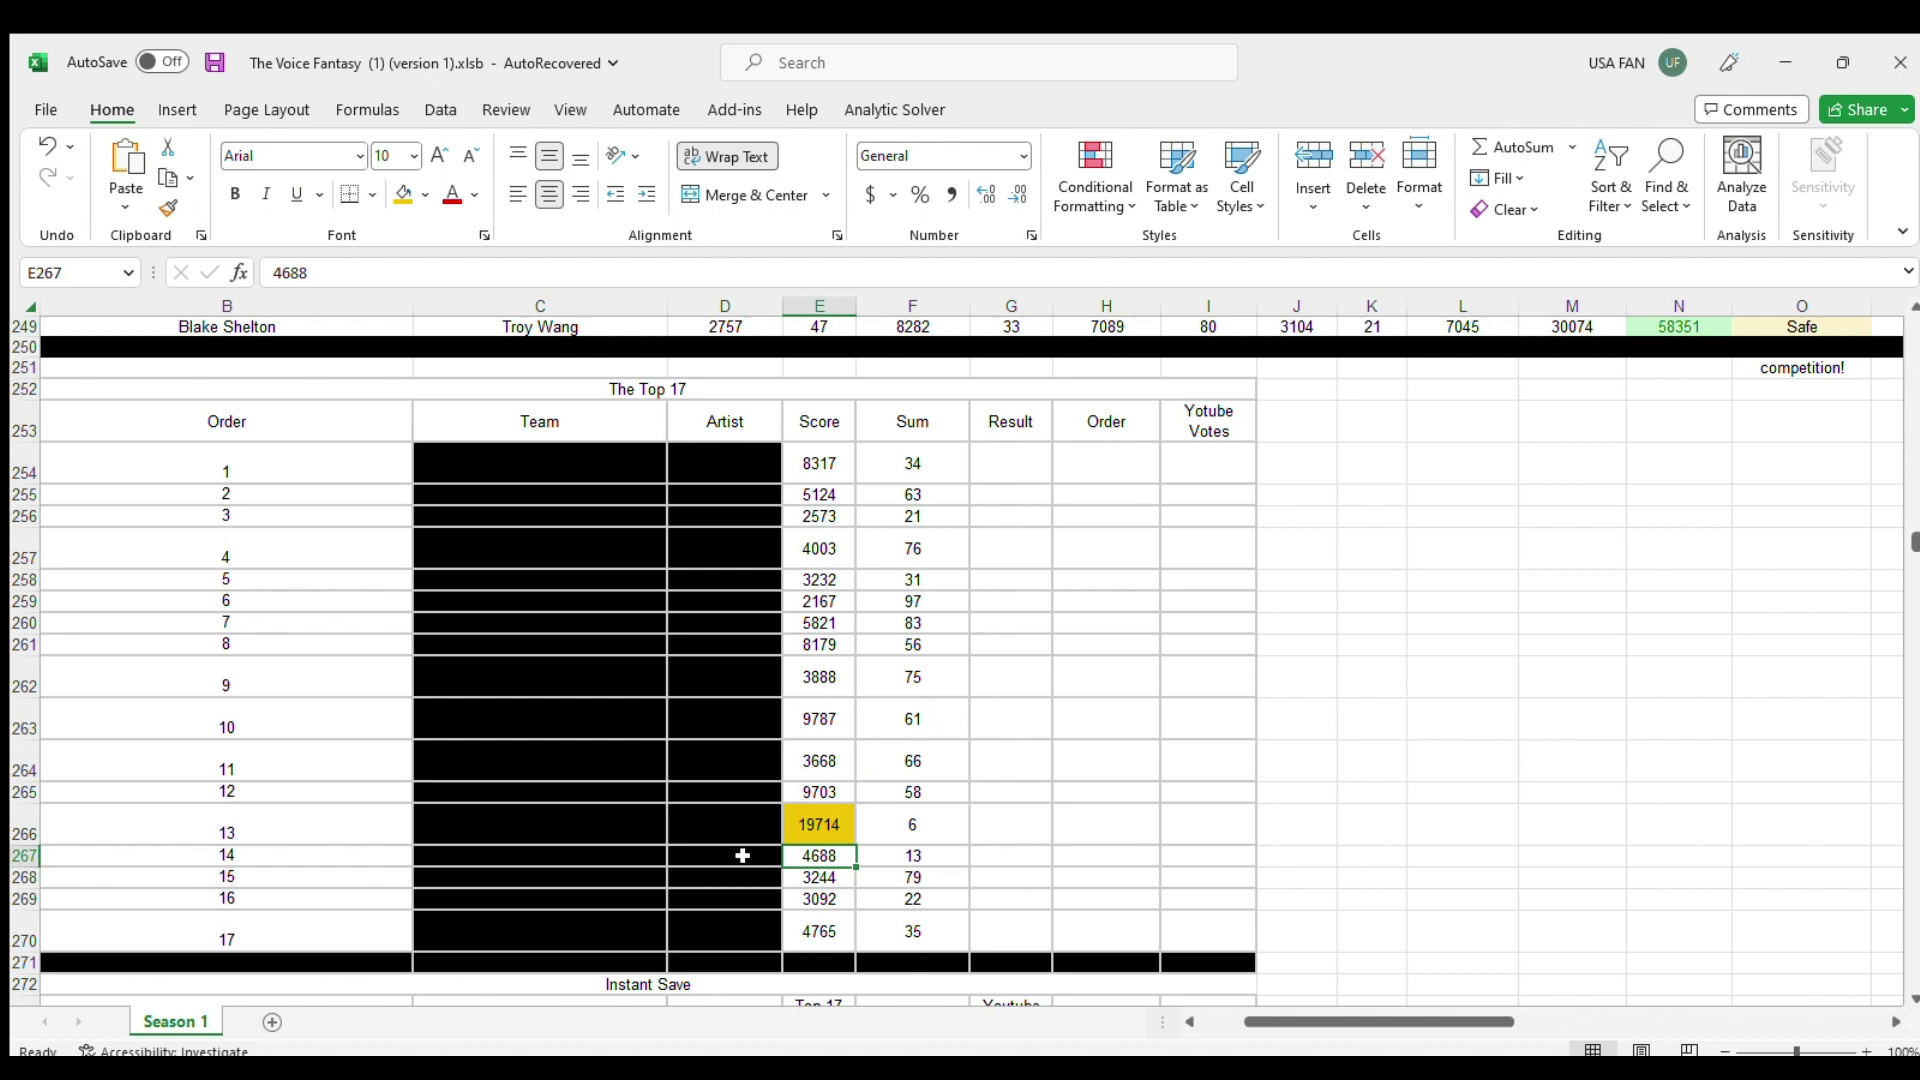 AutoSave Off The Voice Fantasy (1) (version 1).xlsb - AutoRecovered Search USA FAN UF
File Home Insert Page Layout Formulas Data Review View Automate Add-ins Help Analytic Solver Comments Share
Arial 10 Wrap Text General AutoSum
Paste Conditional Formatting Format as Table Cell Styles Insert Delete Format Fill Sort & Filter Find & Select Analyze Data Sensitivity
B I U Merge & Center $ % Clear
Undo Clipboard Font Alignment Number Styles Cells Editing Analysis Sensitivity
E267 fx 4688
B C D E F G H I J K L M N O
249 Blake Shelton Troy Wang 2757 47 8282 33 7089 80 3104 21 7045 30074 58351 Safe
250
251 competition!
252 The Top 17
253 Order Team Artist Score Sum Result Order Yotube Votes
254 1 8317 34
255 2 5124 63
256 3 2573 21
257 4 4003 76
258 5 3232 31
259 6 2167 97
260 7 5821 83
261 8 8179 56
262 9 3888 75
263 10 9787 61
264 11 3668 66
265 12 9703 58
266 13 19714 6
267 14 4688 13
268 15 3244 79
269 16 3092 22
270 17 4765 35
271
272 Instant Save
Top 17 Youtube
Season 1
Ready Accessibility: Investigate 100%